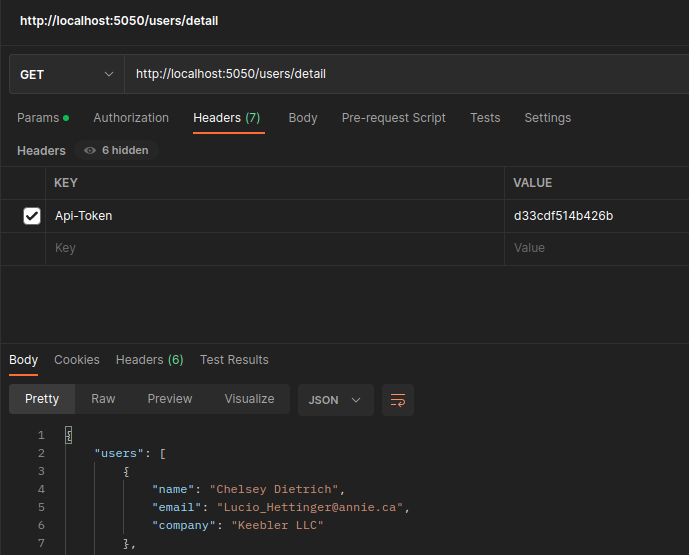 http://localhost:5050/users/detail
GET http://localhost:5050/users/detail
Params Authorization Headers (7) Body Pre-request Script Tests Settings
Headers 6 hidden
KEY VALUE
Api-Token d33cdf514b426b
Key Value
Body Cookies Headers (6) Test Results
Pretty Raw Preview Visualize JSON
1 {
2 "users": [
3 {
4 "name": "Chelsey Dietrich",
5 "email": "Lucio_Hettinger@annie.ca",
6 "company": "Keebler LLC"
7 },